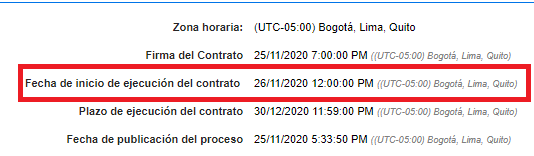 Zona horaria: (UTC-05:00) Bogotá, Lima, Quito
Firma del Contrato 25/11/2020 7:00:00 PM ((UTC-05:00) Bogotá, Lima, Quito)
Fecha de inicio de ejecución del contrato 26/11/2020 12:00:00 PM ((UTC-05:00) Bogotá, Lima, Quito)
Plazo de ejecución del contrato 30/12/2020 11:59:00 PM ((UTC-05:00) Bogotá, Lima, Quito)
Fecha de publicación del proceso 25/11/2020 5:33:50 PM ((UTC-05:00) Bogotá, Lima, Quito)